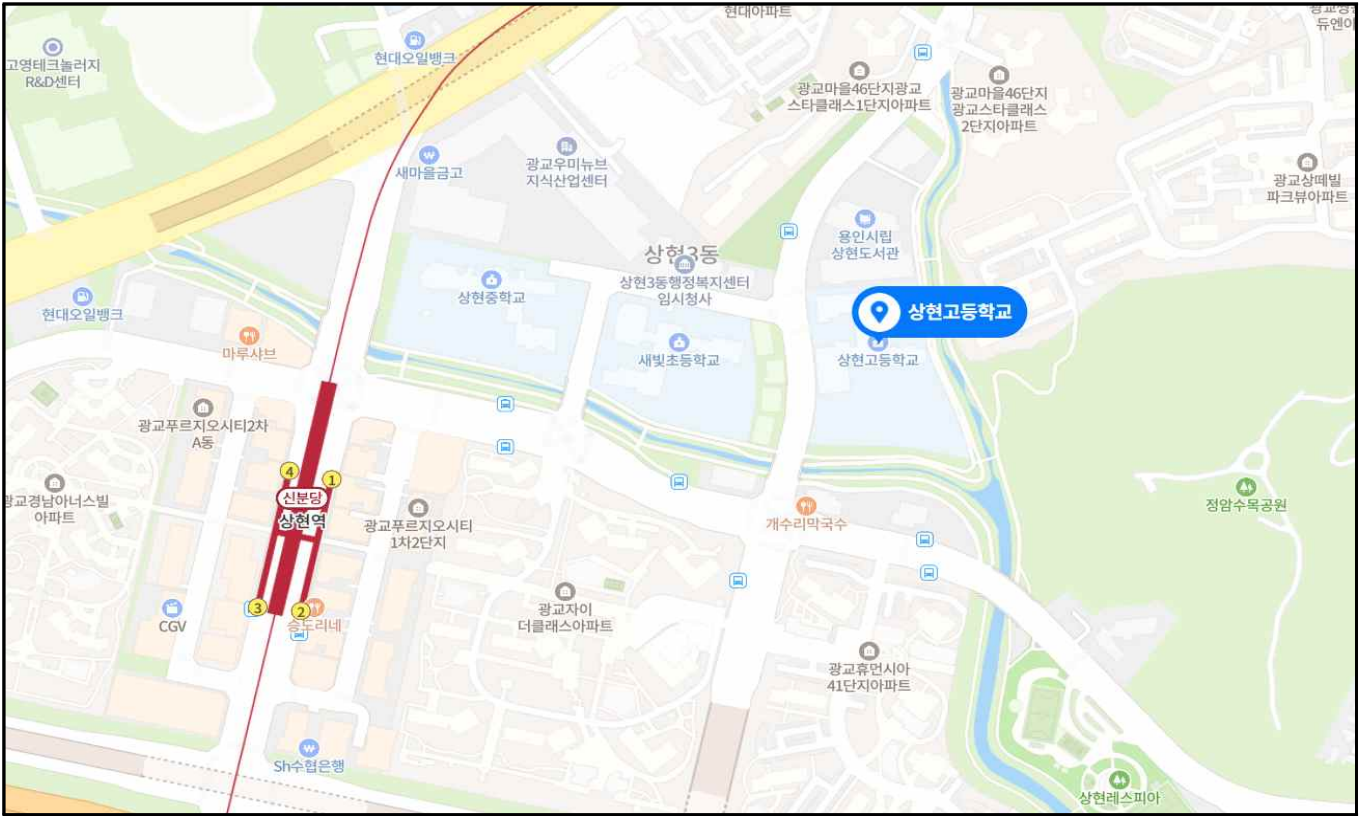 현대아파트
듀엔
현대오일뱅크
고영테크놀러지
R&D센터
광교마을46단지광교
스타클래스1단지아파트
광교마을46단지
광교스타클래스
2단지아파트
새마을금고
광교우미뉴브
지식산업센터
광교상떼빌
파크뷰아파트
용인시립
상현도서관
상현3동
상현3동행정복지센터
임시청사
상현중학교
현대오일뱅크
상현고등학교
마루샤브
새빛초등학교
상현고등학교
광교푸르지오시티2차
A동
4
1
신분당
상현역
광교경남아너스빌
아파트
광교푸르지오시티
1차2단지
개수리막국수
정암수목공원
3
2
CGV
송도리네
광교자이
더클래스아파트
광교휴먼시아
41단지아파트
Sh수협은행
상현레스피아